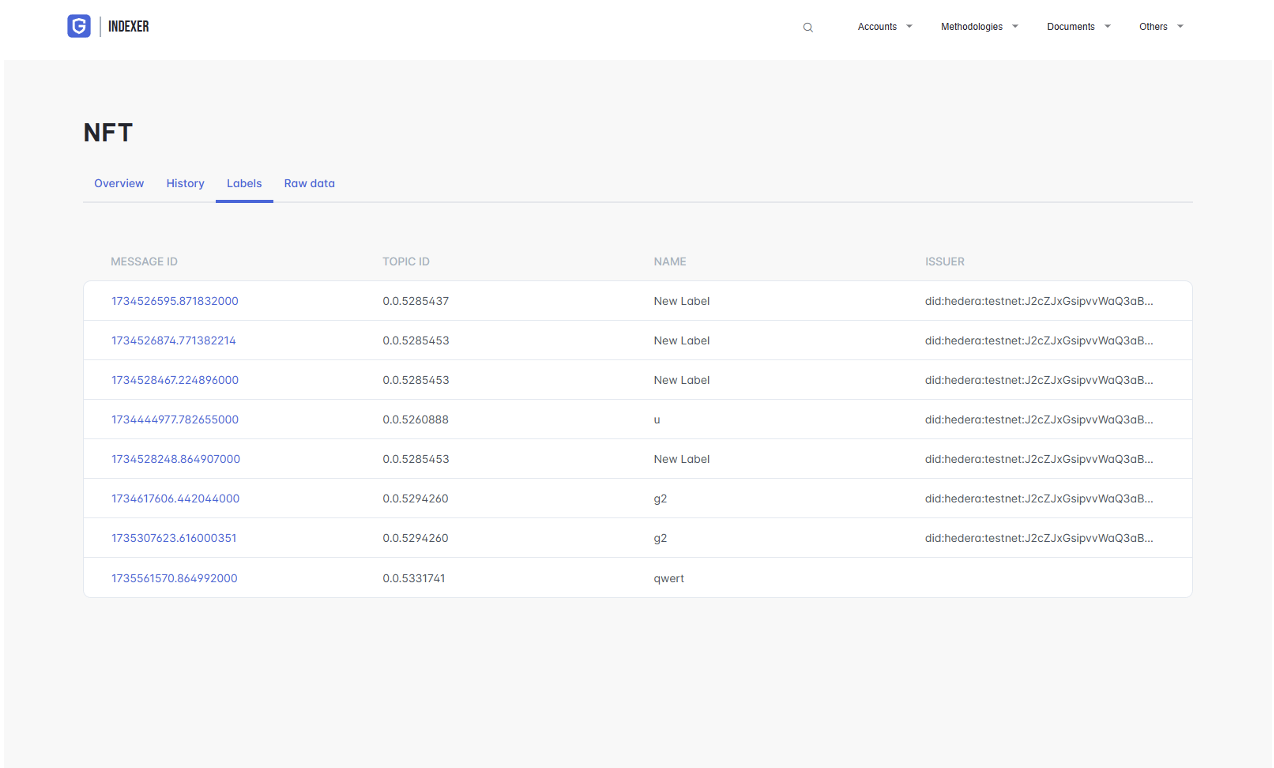 INDEXER Accounts Methodologies Documents Others
NFT
Overview History Labels Raw data
MESSAGE ID TOPIC ID NAME ISSUER
1734526595.871832000 0.0.5285437 New Label did:hedera:testnet:J2cZJxGsipvvWaQ3aB...
1734526874.771382214 0.0.5285453 New Label did:hedera:testnet:J2cZJxGsipvvWaQ3aB...
1734528467.224896000 0.0.5285453 New Label did:hedera:testnet:J2cZJxGsipvvWaQ3aB...
1734444977.782655000 0.0.5260888 u did:hedera:testnet:J2cZJxGsipvvWaQ3aB...
1734528248.864907000 0.0.5285453 New Label did:hedera:testnet:J2cZJxGsipvvWaQ3aB...
1734617606.442044000 0.0.5294260 g2 did:hedera:testnet:J2cZJxGsipvvWaQ3aB...
1735307623.616000351 0.0.5294260 g2 did:hedera:testnet:J2cZJxGsipvvWaQ3aB...
1735561570.864992000 0.0.5331741 qwert